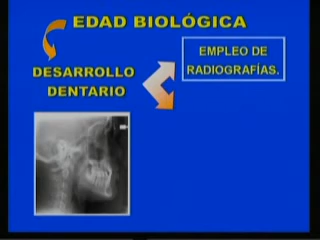 EDAD BIOLÓGICA
DESARROLLO
DENTARIO
EMPLEO DE
RADIOGRAFÍAS.